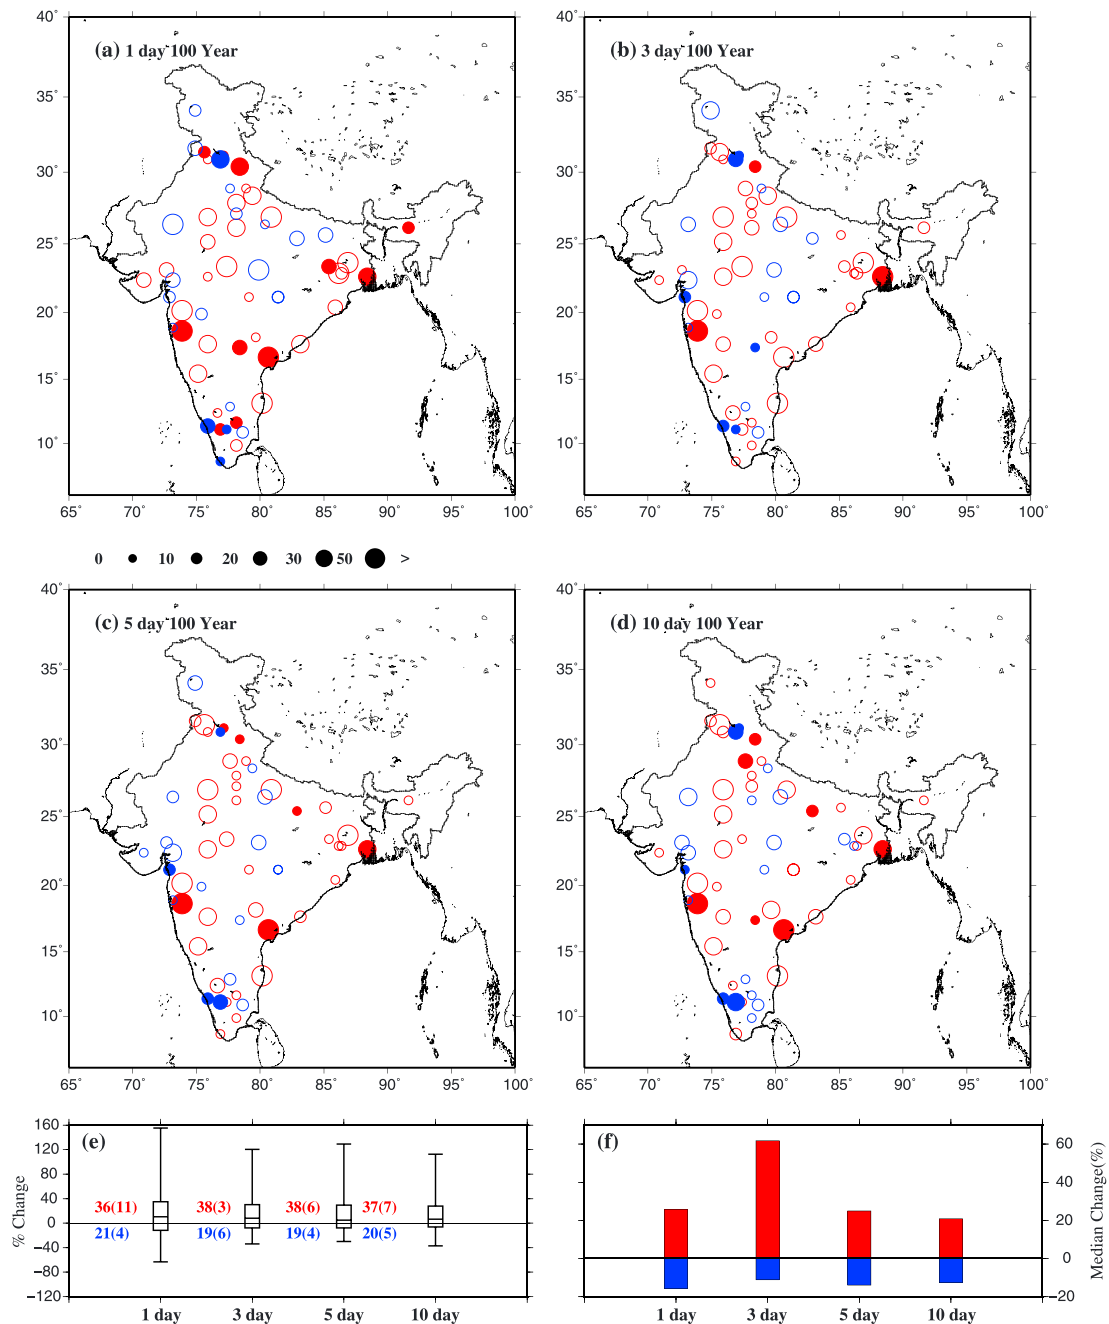 (a) 1 day 100 Year
40°
35°
30°
25°
20°
15°
10°
65 70 75 80 85 90 95 100
(b) 3 day 100 Year
40°
35°
30°
25°
20°
15°
10°
65 70 75 80 85 90 95 100
0 10 20 30 50 >
(c) 5 day 100 Year
40°
35°
30°
25°
20°
15°
10°
65 70 75 80 85 90 95 100
(d) 10 day 100 Year
40°
35°
30°
25°
20°
15°
10°
65 70 75 80 85 90 95 100
(e)
% Change
160
120
80
40
0
−40
−80
−120
36(11) 38(3) 38(6) 37(7)
21(4) 19(6) 19(4) 20(5)
1 day 3 day 5 day 10 day
(f)
60
40
20
0
−20
Median Change(%)
1 day 3 day 5 day 10 day